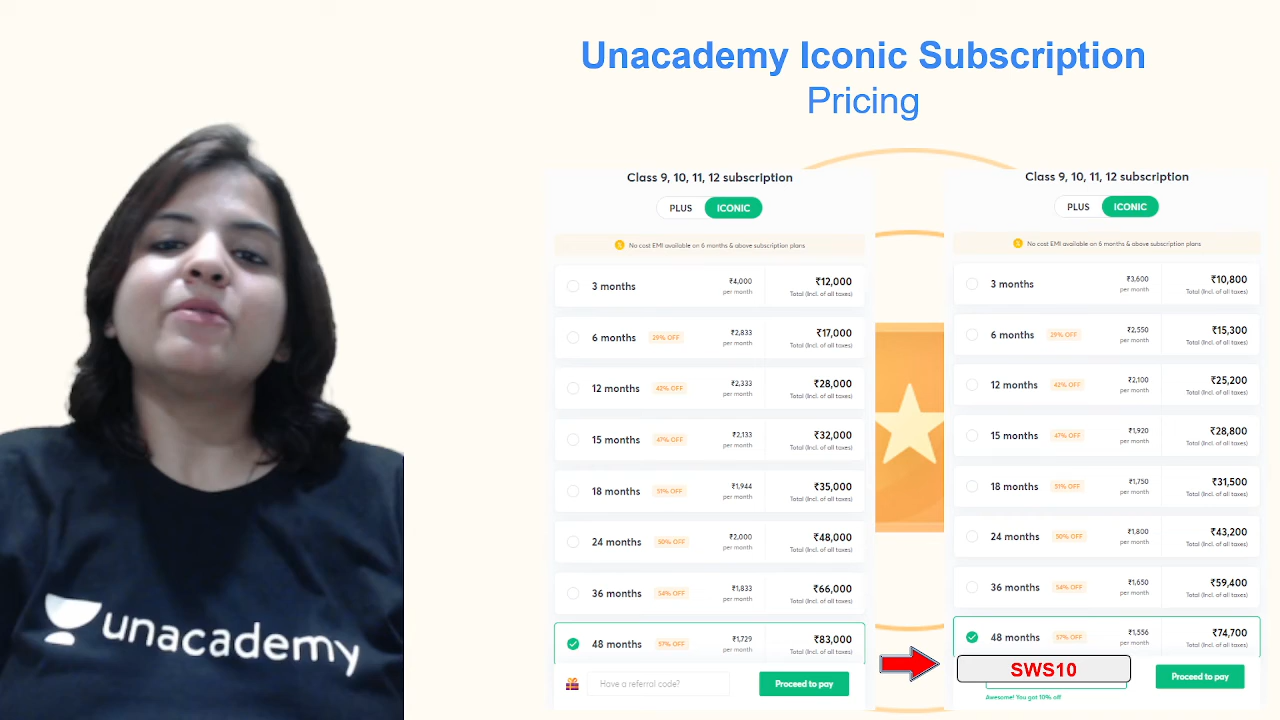 Unacademy Iconic Subscription
Pricing
Class 9, 10, 11, 12 subscription
PLUS ICONIC
No cost EMI available on 6 months & above subscription plans
3 months ₹4,000 per month ₹12,000 Total (Incl. of all taxes)
6 months 29% OFF ₹2,833 per month ₹17,000 Total (Incl. of all taxes)
12 months 42% OFF ₹2,333 per month ₹28,000 Total (Incl. of all taxes)
15 months 47% OFF ₹2,133 per month ₹32,000 Total (Incl. of all taxes)
18 months 51% OFF ₹1,944 per month ₹35,000 Total (Incl. of all taxes)
24 months 50% OFF ₹2,000 per month ₹48,000 Total (Incl. of all taxes)
36 months 54% OFF ₹1,833 per month ₹66,000 Total (Incl. of all taxes)
48 months 57% OFF ₹1,729 per month ₹83,000 Total (Incl. of all taxes)
Have a referral code? Proceed to pay
Class 9, 10, 11, 12 subscription
PLUS ICONIC
No cost EMI available on 6 months & above subscription plans
3 months ₹3,600 per month ₹10,800 Total (Incl. of all taxes)
6 months 29% OFF ₹2,550 per month ₹15,300 Total (Incl. of all taxes)
12 months 42% OFF ₹2,100 per month ₹25,200 Total (Incl. of all taxes)
15 months 47% OFF ₹1,920 per month ₹28,800 Total (Incl. of all taxes)
18 months 51% OFF ₹1,750 per month ₹31,500 Total (Incl. of all taxes)
24 months 50% OFF ₹1,800 per month ₹43,200 Total (Incl. of all taxes)
36 months 54% OFF ₹1,650 per month ₹59,400 Total (Incl. of all taxes)
48 months 57% OFF ₹1,556 per month ₹74,700 Total (Incl. of all taxes)
SWS10 Proceed to pay
Awesome! You got 10% off
unacademy